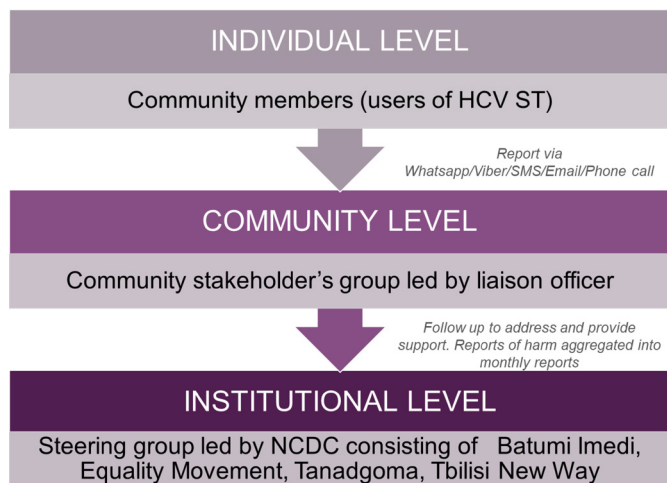 INDIVIDUAL LEVEL
Community members (users of HCV ST)
Report via
Whatsapp/Viber/SMS/Email/Phone call
COMMUNITY LEVEL
Community stakeholder's group led by liaison officer
Follow up to address and provide
support. Reports of harm aggregated into
monthly reports
INSTITUTIONAL LEVEL
Steering group led by NCDC consisting of Batumi Imedi,
Equality Movement, Tanadgoma, Tbilisi New Way